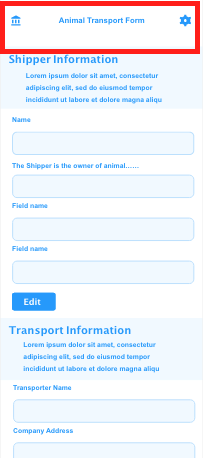 Animal Transport Form
Shipper Information
Lorem ipsum dolor sit amet, consectetur
adipiscing elit, sed do eiusmod tempor
incididunt ut labore et dolore magna aliqu
Name
The Shipper is the owner of animal......
Field name
Field name
Edit
Transport Information
Lorem ipsum dolor sit amet, consectetur
adipiscing elit, sed do eiusmod tempor
incididunt ut labore et dolore magna aliqu
Transporter Name
Company Address